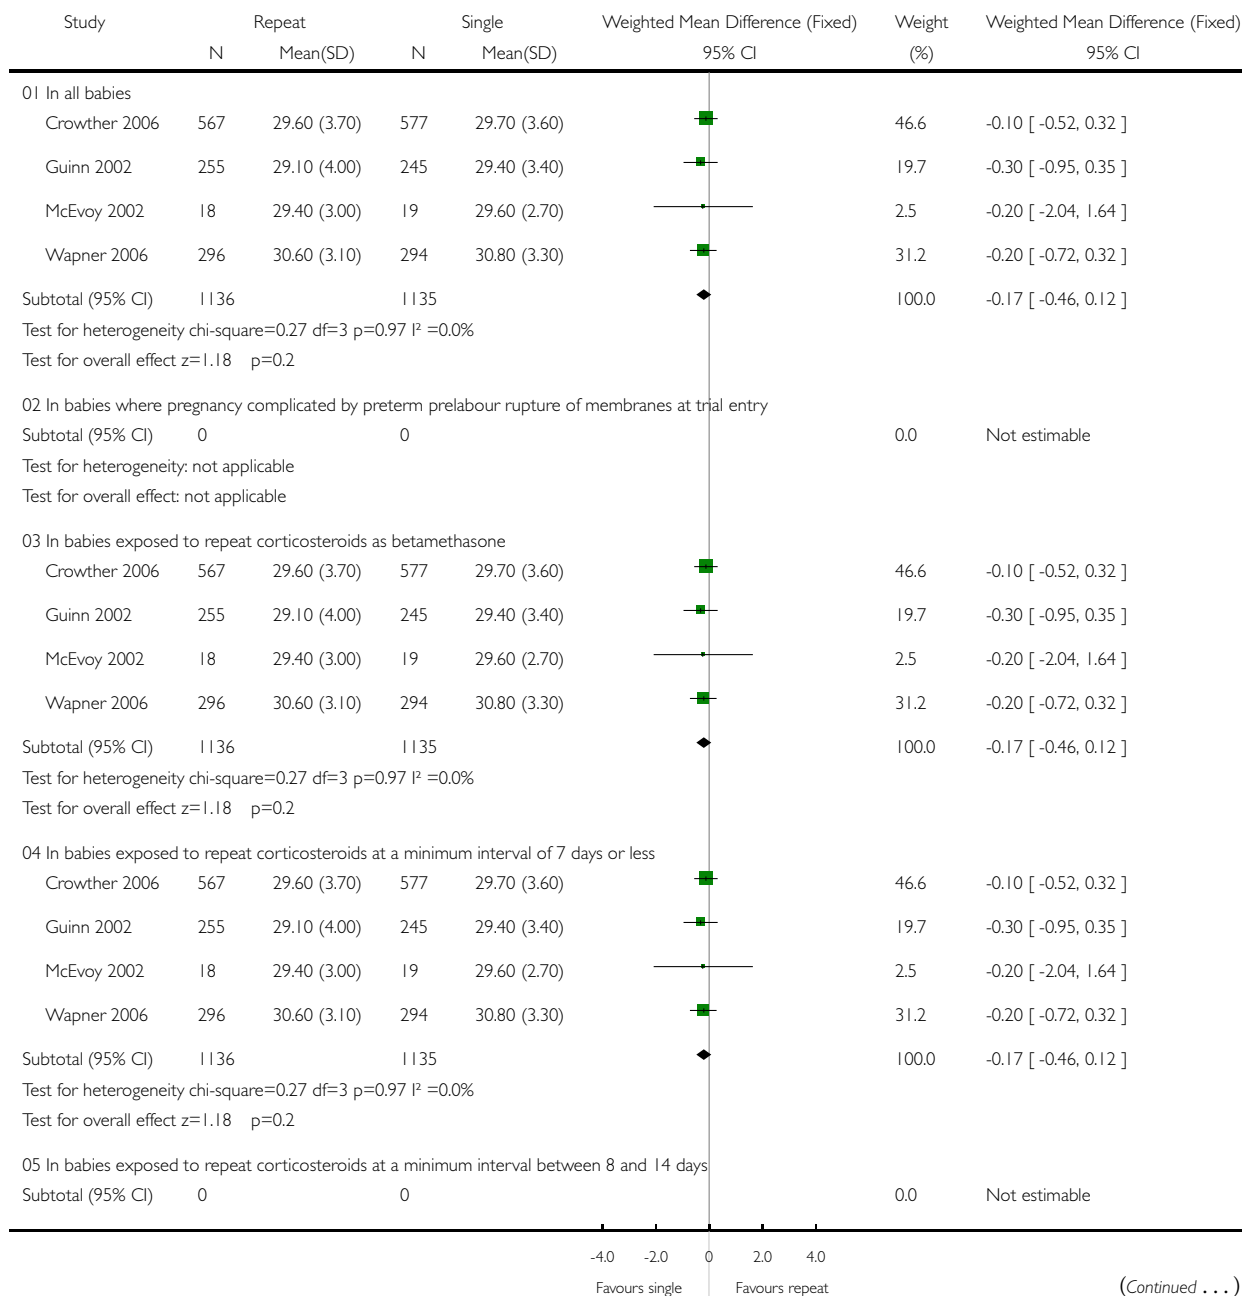 Study Repeat Single Weighted Mean Difference (Fixed) Weight Weighted Mean Difference (Fixed)
N Mean(SD) N Mean(SD) 95% CI (%) 95% CI
01 In all babies
Crowther 2006 567 29.60 (3.70) 577 29.70 (3.60) 46.6 -0.10 [ -0.52, 0.32 ]
Guinn 2002 255 29.10 (4.00) 245 29.40 (3.40) 19.7 -0.30 [ -0.95, 0.35 ]
McEvoy 2002 18 29.40 (3.00) 19 29.60 (2.70) 2.5 -0.20 [ -2.04, 1.64 ]
Wapner 2006 296 30.60 (3.10) 294 30.80 (3.30) 31.2 -0.20 [ -0.72, 0.32 ]
Subtotal (95% CI) 1136 1135 100.0 -0.17 [ -0.46, 0.12 ]
Test for heterogeneity chi-square=0.27 df=3 p=0.97 I² =0.0%
Test for overall effect z=1.18 p=0.2
02 In babies where pregnancy complicated by preterm prelabour rupture of membranes at trial entry
Subtotal (95% CI) 0 0 0.0 Not estimable
Test for heterogeneity: not applicable
Test for overall effect: not applicable
03 In babies exposed to repeat corticosteroids as betamethasone
Crowther 2006 567 29.60 (3.70) 577 29.70 (3.60) 46.6 -0.10 [ -0.52, 0.32 ]
Guinn 2002 255 29.10 (4.00) 245 29.40 (3.40) 19.7 -0.30 [ -0.95, 0.35 ]
McEvoy 2002 18 29.40 (3.00) 19 29.60 (2.70) 2.5 -0.20 [ -2.04, 1.64 ]
Wapner 2006 296 30.60 (3.10) 294 30.80 (3.30) 31.2 -0.20 [ -0.72, 0.32 ]
Subtotal (95% CI) 1136 1135 100.0 -0.17 [ -0.46, 0.12 ]
Test for heterogeneity chi-square=0.27 df=3 p=0.97 I² =0.0%
Test for overall effect z=1.18 p=0.2
04 In babies exposed to repeat corticosteroids at a minimum interval of 7 days or less
Crowther 2006 567 29.60 (3.70) 577 29.70 (3.60) 46.6 -0.10 [ -0.52, 0.32 ]
Guinn 2002 255 29.10 (4.00) 245 29.40 (3.40) 19.7 -0.30 [ -0.95, 0.35 ]
McEvoy 2002 18 29.40 (3.00) 19 29.60 (2.70) 2.5 -0.20 [ -2.04, 1.64 ]
Wapner 2006 296 30.60 (3.10) 294 30.80 (3.30) 31.2 -0.20 [ -0.72, 0.32 ]
Subtotal (95% CI) 1136 1135 100.0 -0.17 [ -0.46, 0.12 ]
Test for heterogeneity chi-square=0.27 df=3 p=0.97 I² =0.0%
Test for overall effect z=1.18 p=0.2
05 In babies exposed to repeat corticosteroids at a minimum interval between 8 and 14 days
Subtotal (95% CI) 0 0 0.0 Not estimable
-4.0 -2.0 0 2.0 4.0
Favours single Favours repeat (Continued . . . )